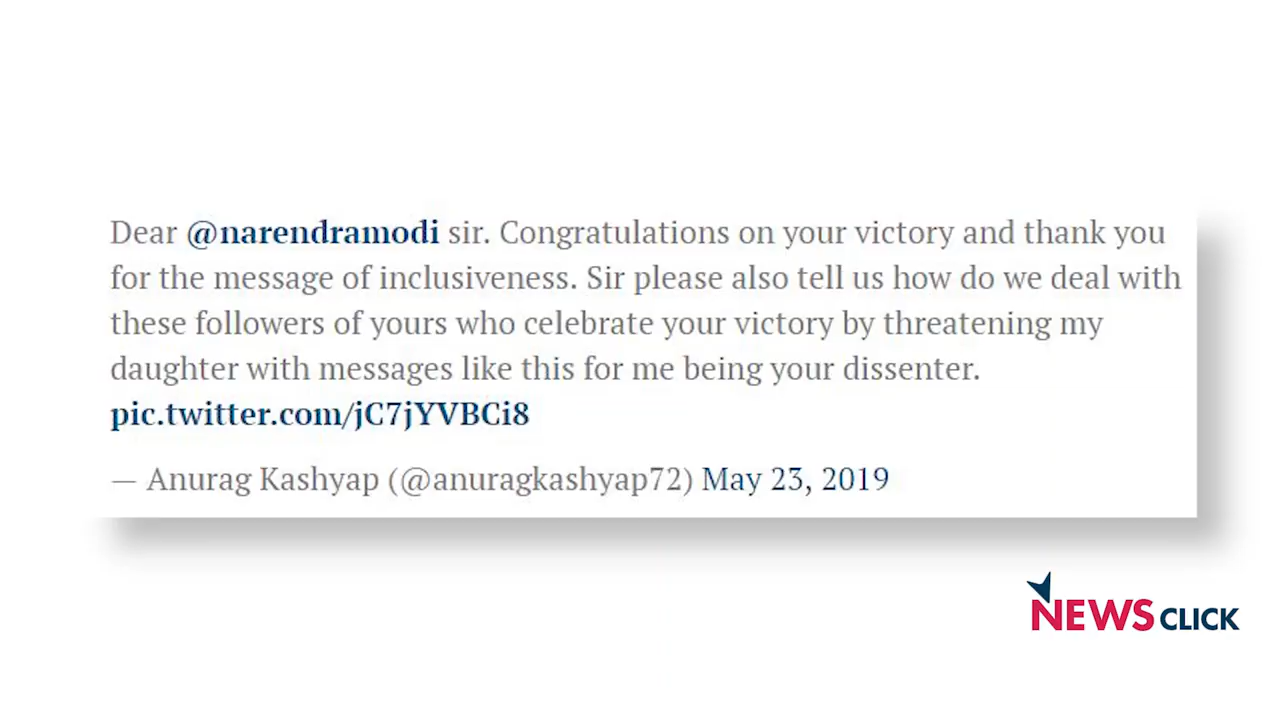 Dear @narendramodi sir. Congratulations on your victory and thank you
for the message of inclusiveness. Sir please also tell us how do we deal with
these followers of yours who celebrate your victory by threatening my
daughter with messages like this for me being your dissenter.
pic.twitter.com/jC7jYVBCi8
— Anurag Kashyap (@anuragkashyap72) May 23, 2019
NEWSCLICK